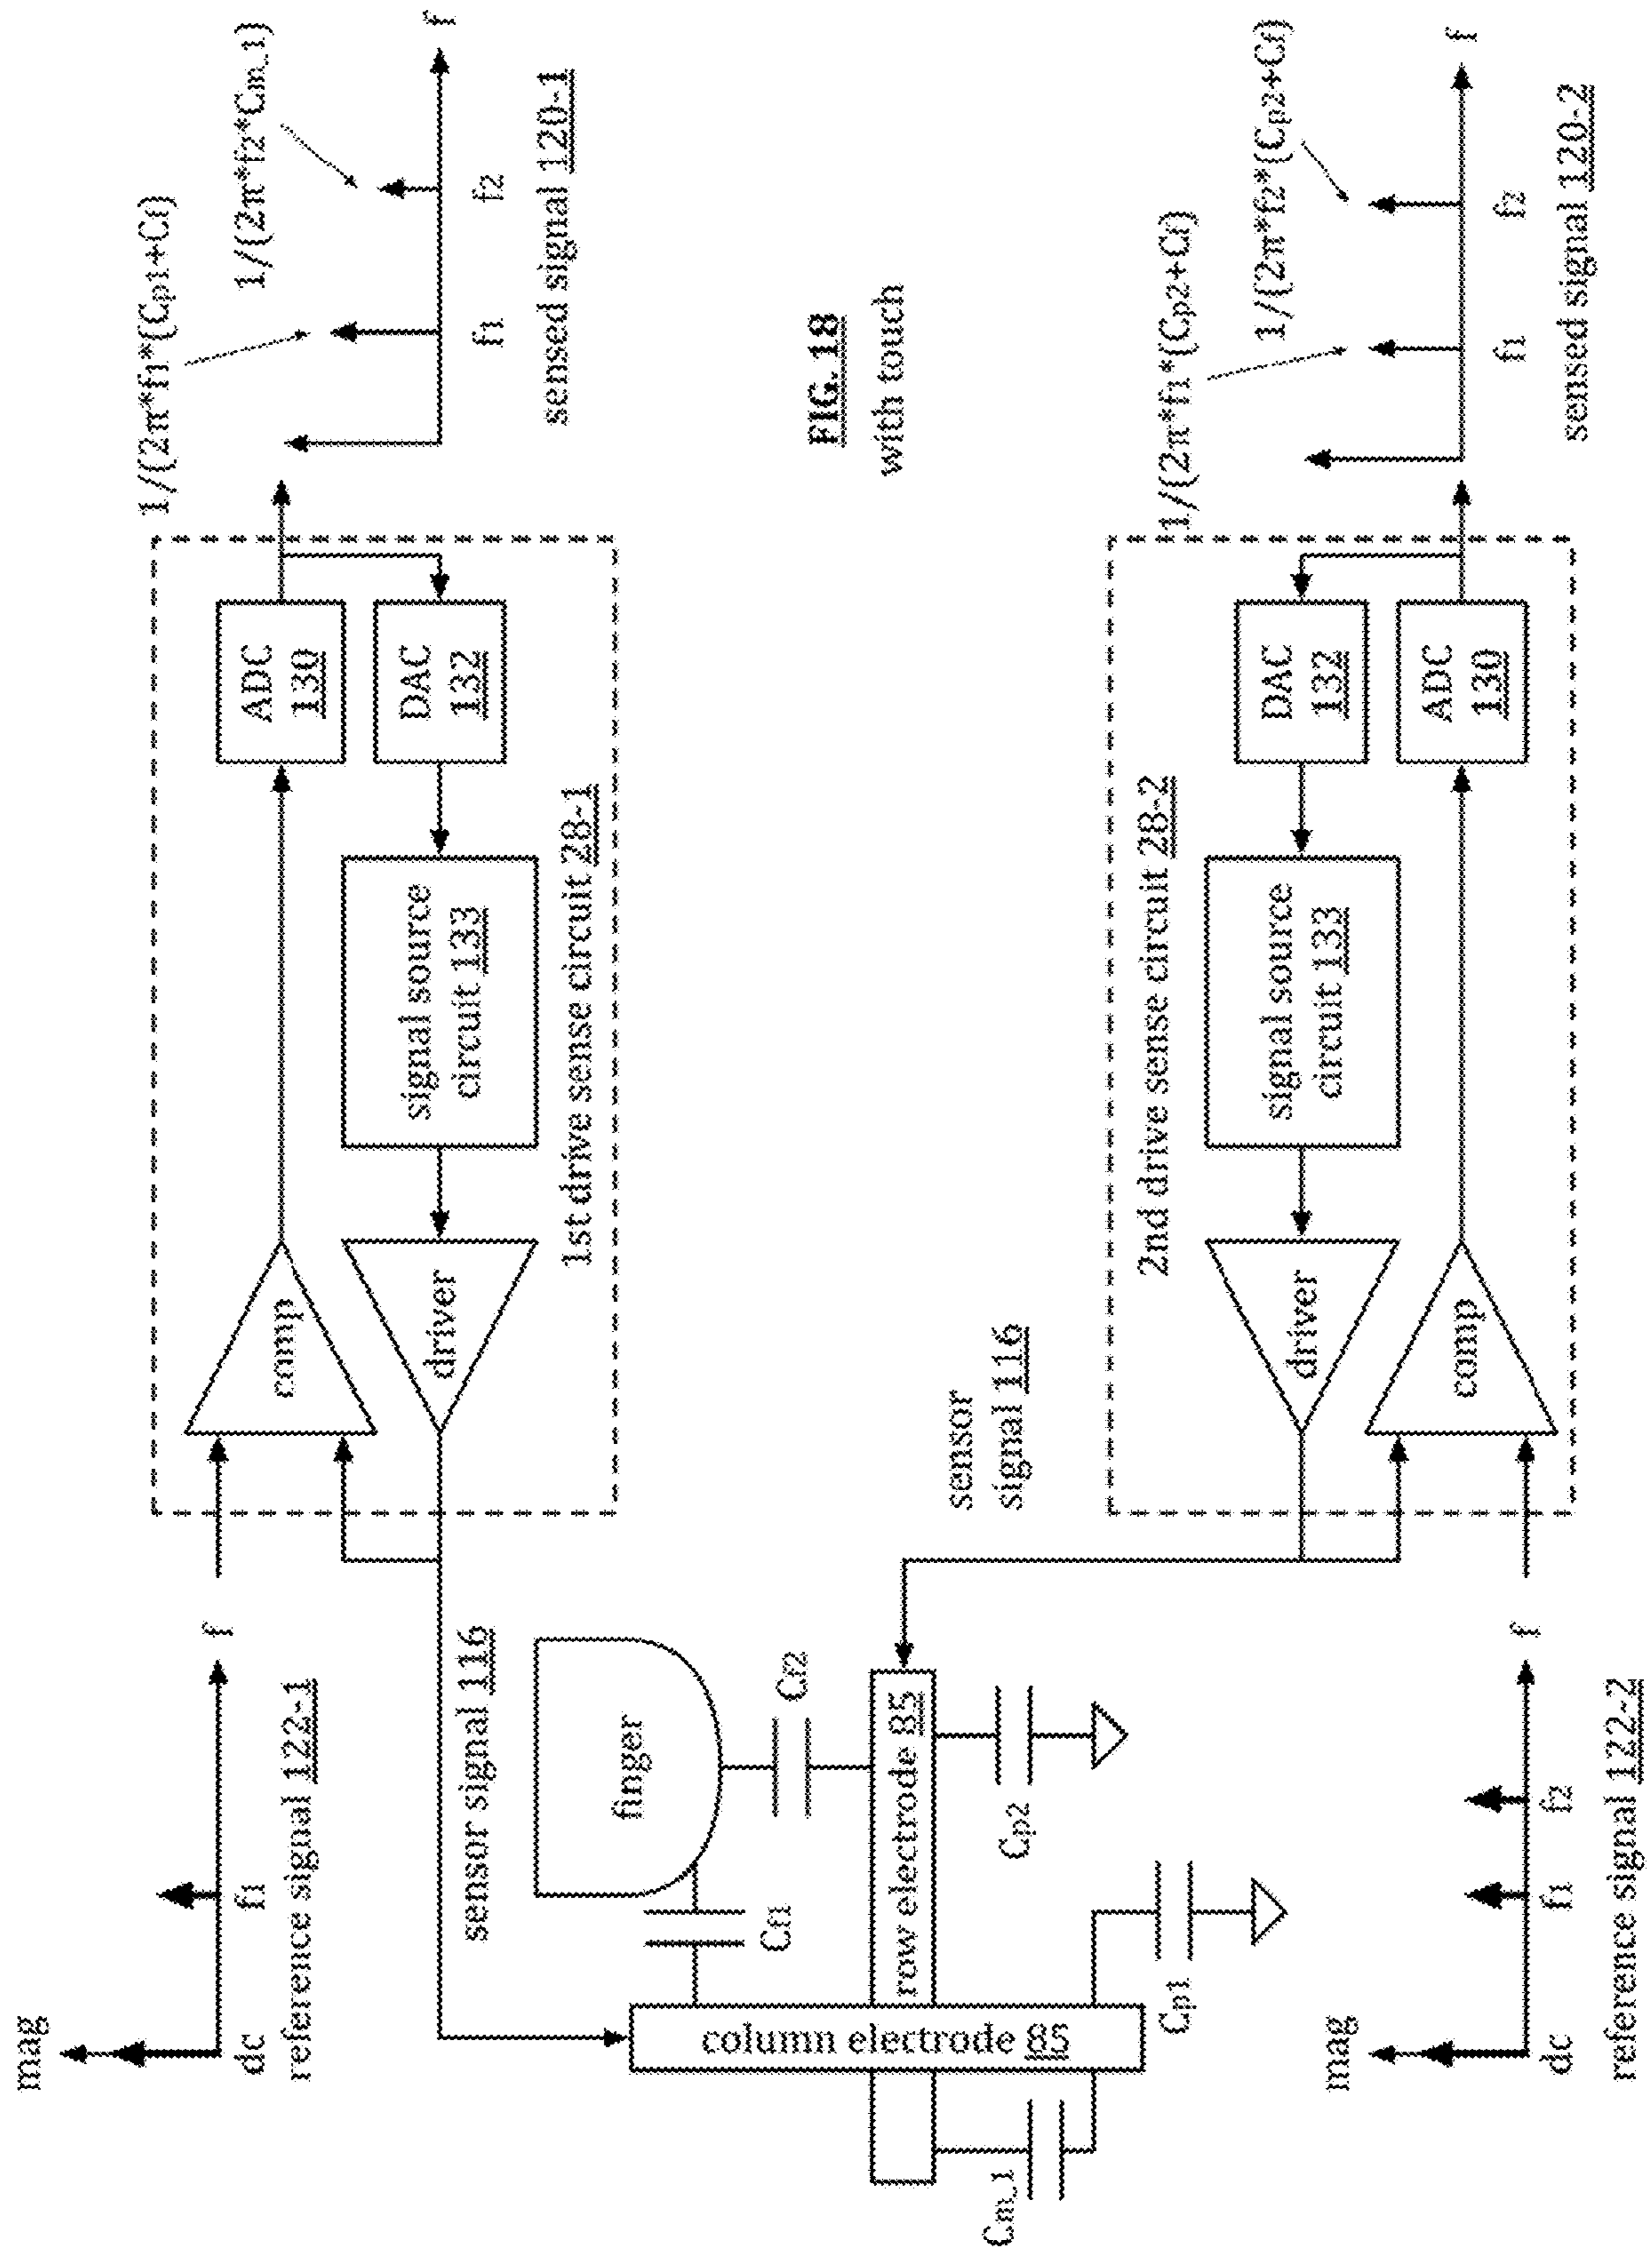 mag
dc
f1
f
reference signal 122-1
comp
driver
ADC
130
DAC
132
signal source
circuit 133
1st drive sense circuit 28-1
1/(2π*f1*(Cp1+Cf)
1/(2π*f2*Cm_1)
f1
f2
f
sensed signal 120-1
sensor signal 116
finger
Cf1
Cf2
row electrode 85
column electrode 85
Cm_1
Cp1
Cp2
sensor
signal 116
FIG. 18
with touch
2nd drive sense circuit 28-2
driver
comp
signal source
circuit 133
DAC
132
ADC
130
1/(2π*f1*(Cp2+Cf)
1/(2π*f2*(Cp2+Cf)
f1
f2
f
sensed signal 120-2
mag
dc
f1
f2
f
reference signal 122-2